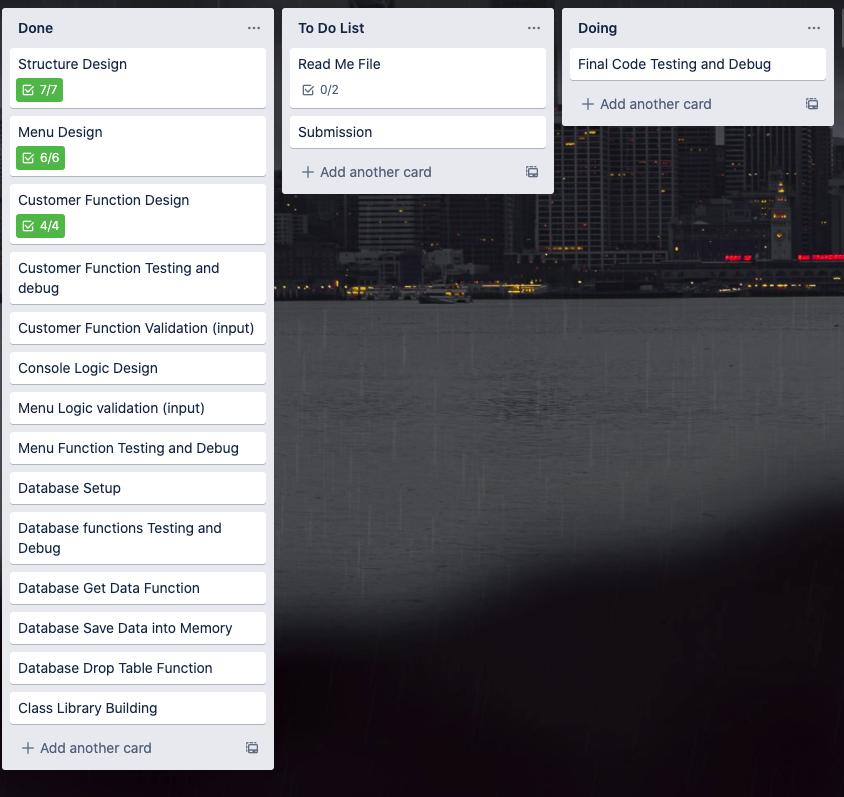 Done
Structure Design
7/7
Menu Design
6/6
Customer Function Design
4/4
Customer Function Testing and
debug
Customer Function Validation (input)
Console Logic Design
Menu Logic validation (input)
Menu Function Testing and Debug
Database Setup
Database functions Testing and
Debug
Database Get Data Function
Database Save Data into Memory
Database Drop Table Function
Class Library Building
+ Add another card
To Do List
Read Me File
0/2
Submission
+ Add another card
Doing
Final Code Testing and Debug
+ Add another card